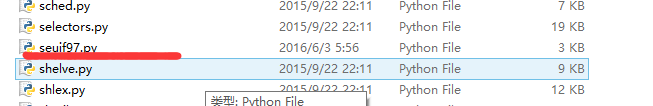 sched.py 2015/9/22 22:11 Python File 7 KB
selectors.py 2015/9/22 22:11 Python File 19 KB
seuif97.py 2016/6/3 5:56 Python File 3 KB
shelve.py 2015/9/22 22:11 Python File 9 KB
shlex.py 2015/9/22 22:11 Python File 12 KB
类型: Python File